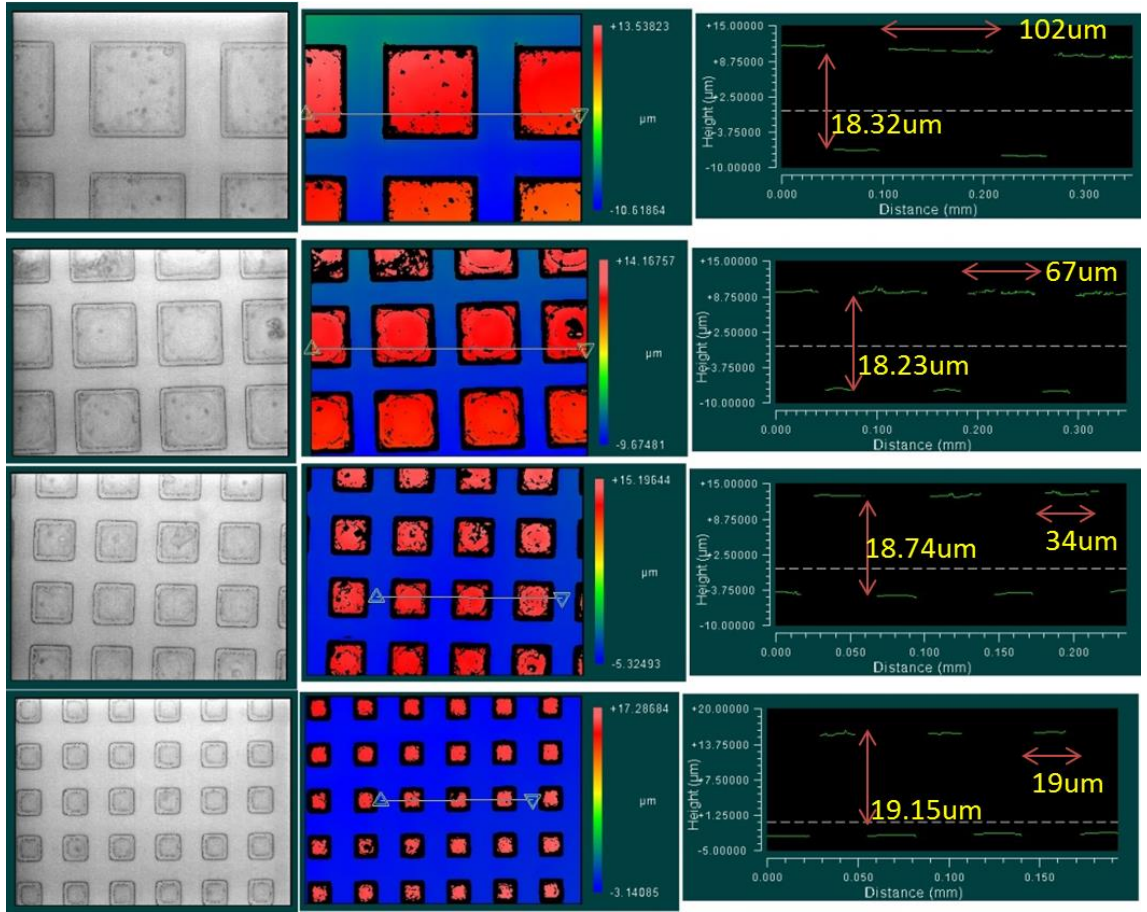 +13.53823
µm
-10.51864
15.00000
+8.75000
+2.50000
-3.75000
-10.00000
Height (µm)
102um
18.32um
0.000 0.100 0.200 0.300
Distance (mm)
+14.16757
µm
-9.67481
15.00000
+8.75000
+2.50000
-3.75000
-10.00000
Height (µm)
67um
18.23um
0.000 0.100 0.200 0.300
Distance (mm)
+15.19644
µm
-5.32493
15.00000
+8.75000
+2.50000
-3.75000
-10.00000
Height (µm)
18.74um
34um
0.000 0.050 0.100 0.150 0.200
Distance (mm)
+17.28684
µm
-3.14085
20.00000
+13.75000
+7.50000
+1.25000
-5.00000
Height (µm)
19um
19.15um
0.000 0.050 0.100 0.150
Distance (mm)